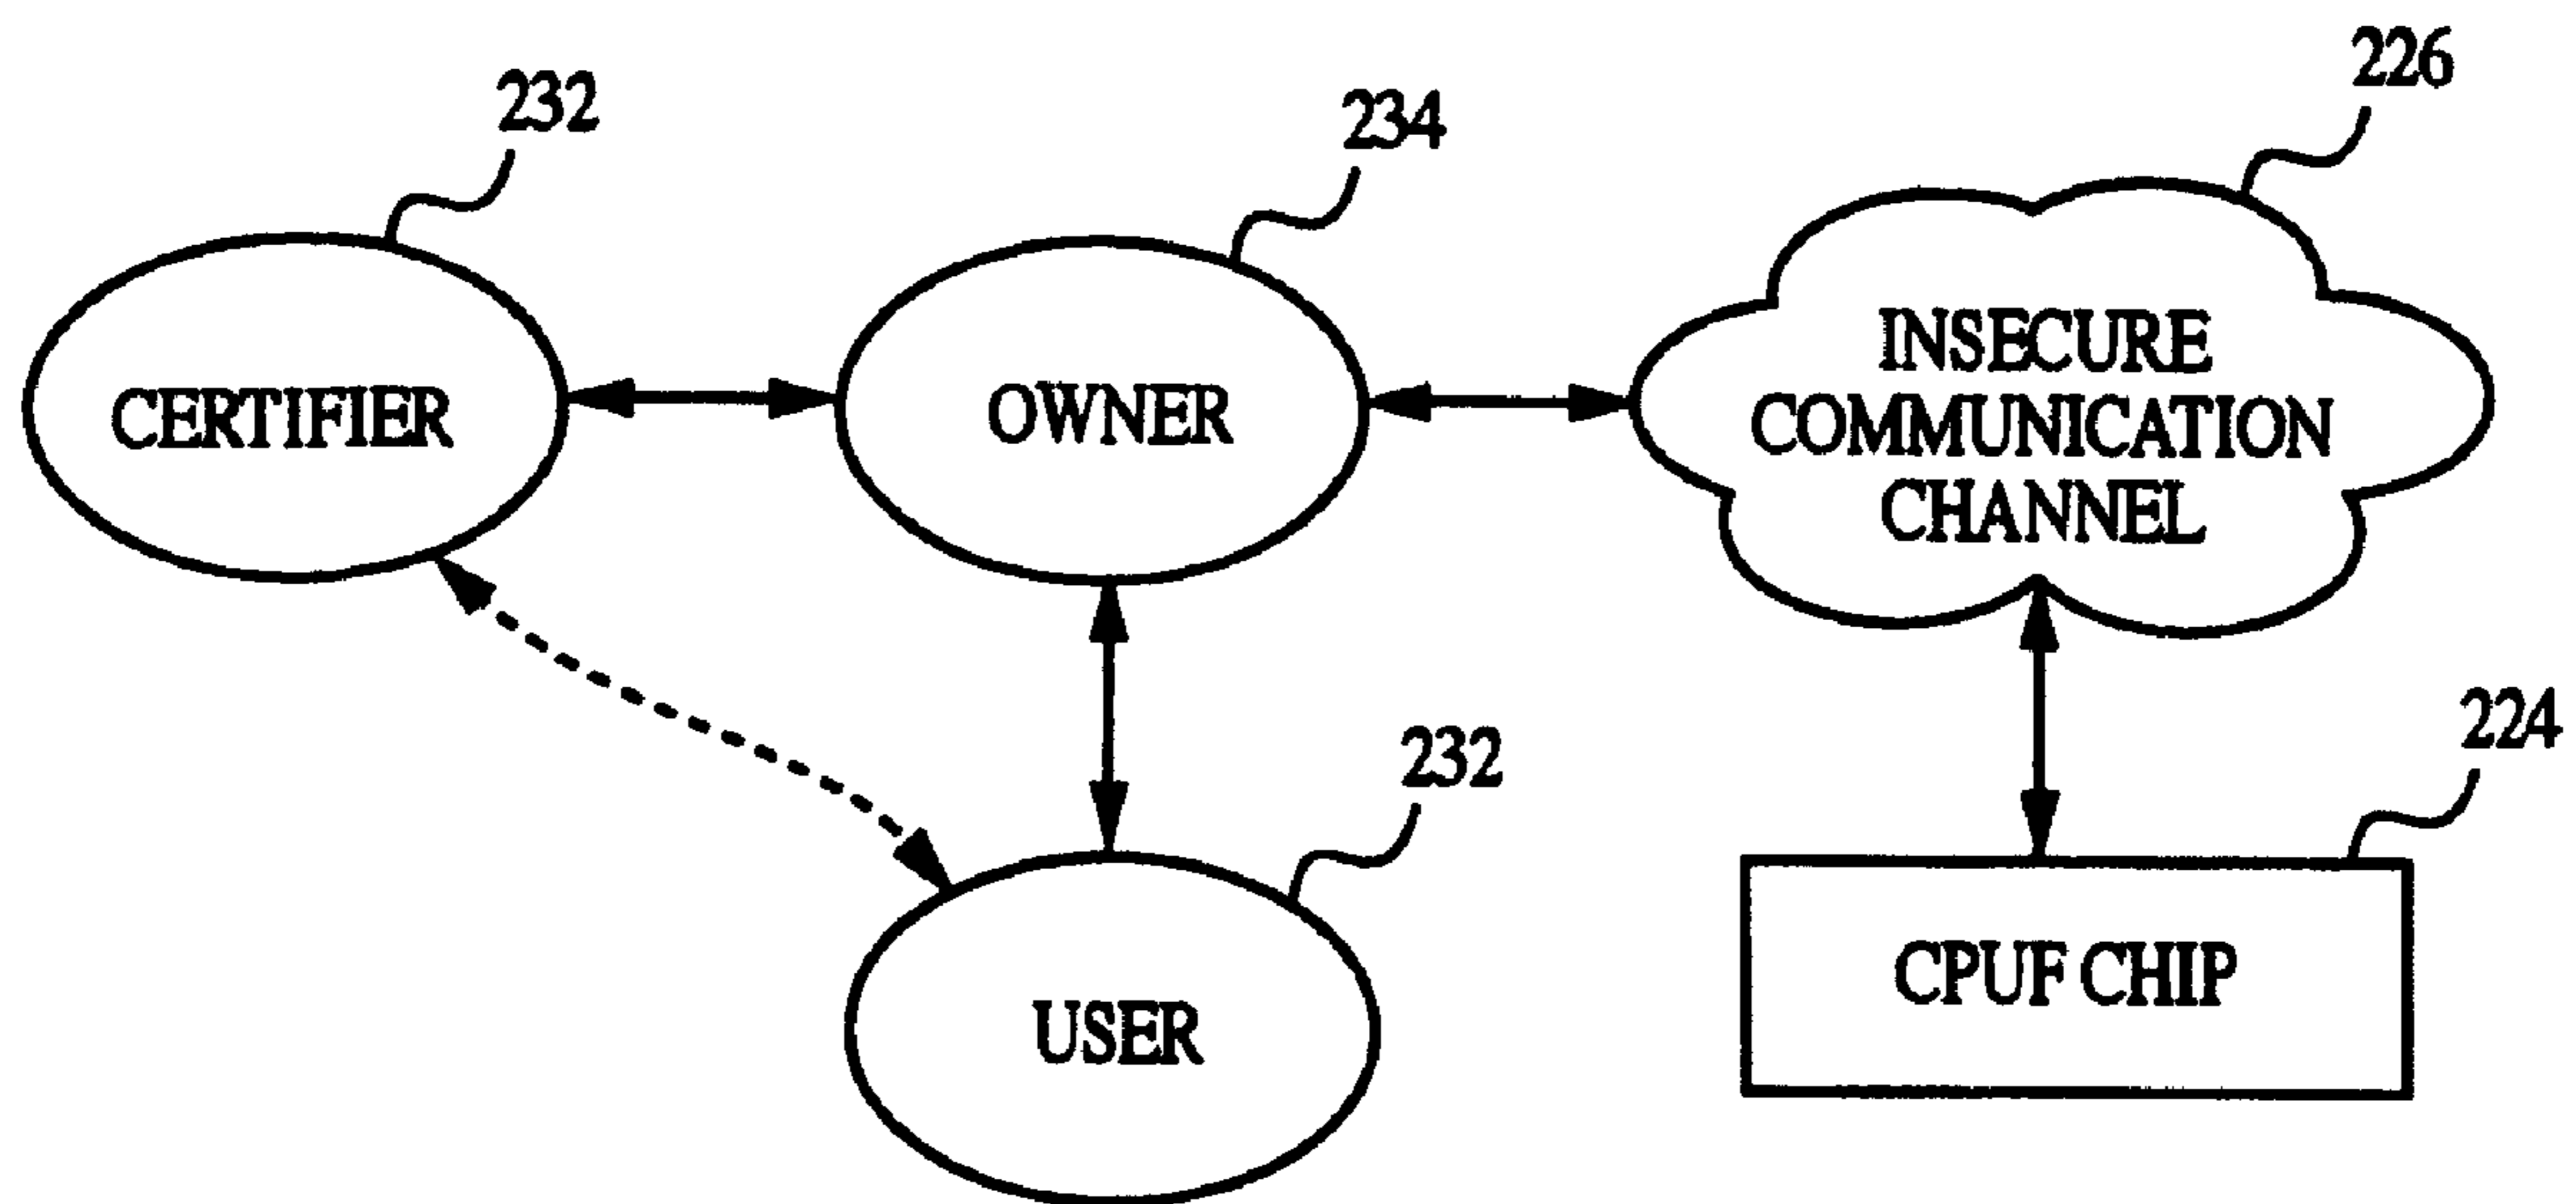 226
232
234
CERTIFIER
OWNER
INSECURE
COMMUNICATION
CHANNEL
232
224
USER
CPUF CHIP